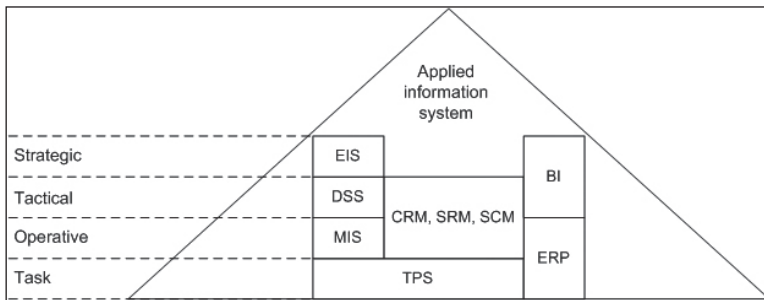 Applied
information
system
Strategic
EIS
BI
Tactical
DSS
CRM, SRM, SCM
Operative
MIS
ERP
Task
TPS